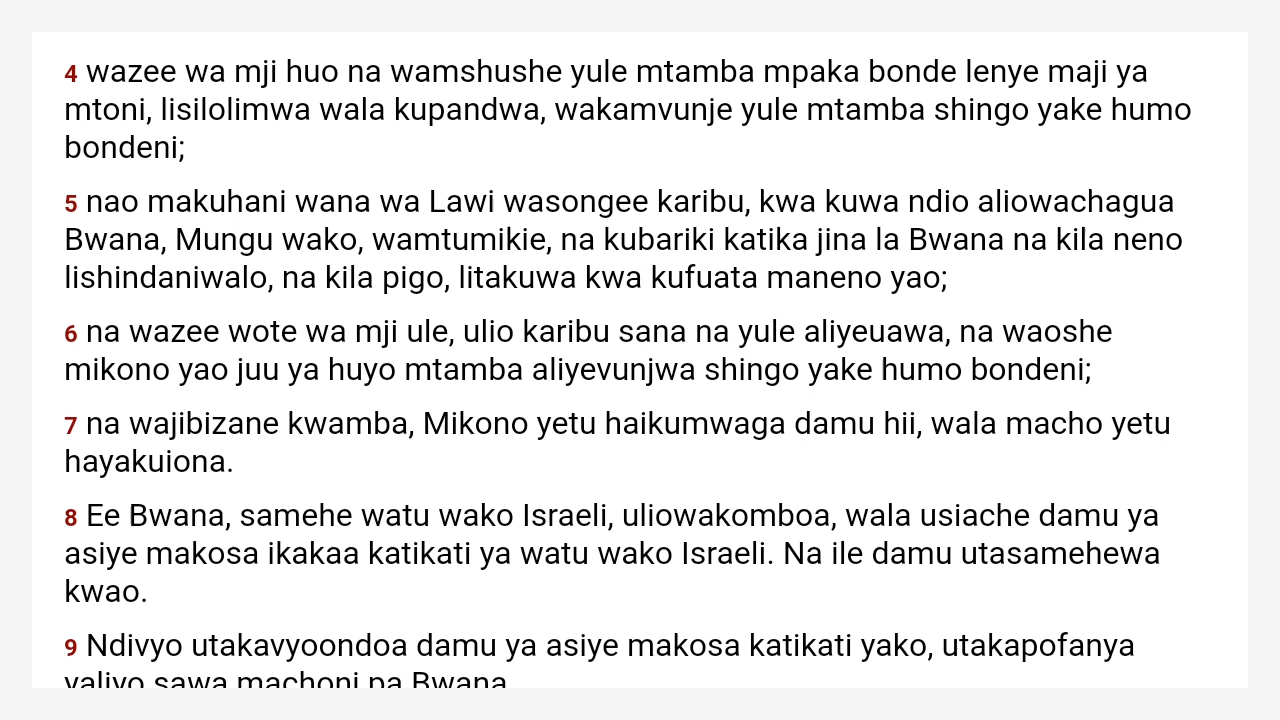 4 wazee wa mji huo na wamshushe yule mtamba mpaka bonde lenye maji ya
mtoni, lisilolimwa wala kupandwa, wakamvunje yule mtamba shingo yake humo
bondeni;
5 nao makuhani wana wa Lawi wasongee karibu, kwa kuwa ndio aliowachagua
Bwana, Mungu wako, wamtumikie, na kubariki katika jina la Bwana na kila neno
lishindaniwalo, na kila pigo, litakuwa kwa kufuata maneno yao;
6 na wazee wote wa mji ule, ulio karibu sana na yule aliyeuawa, na waoshe
mikono yao juu ya huyo mtamba aliyevunjwa shingo yake humo bondeni;
7 na wajibizane kwamba, Mikono yetu haikumwaga damu hii, wala macho yetu
hayakuiona.
8 Ee Bwana, samehe watu wako Israeli, uliowakomboa, wala usiache damu ya
asiye makosa ikakaa katikati ya watu wako Israeli. Na ile damu utasamehewa
kwao.
9 Ndivyo utakavyoondoa damu ya asiye makosa katikati yako, utakapofanya
yaliyo sawa machoni pa Bwana.